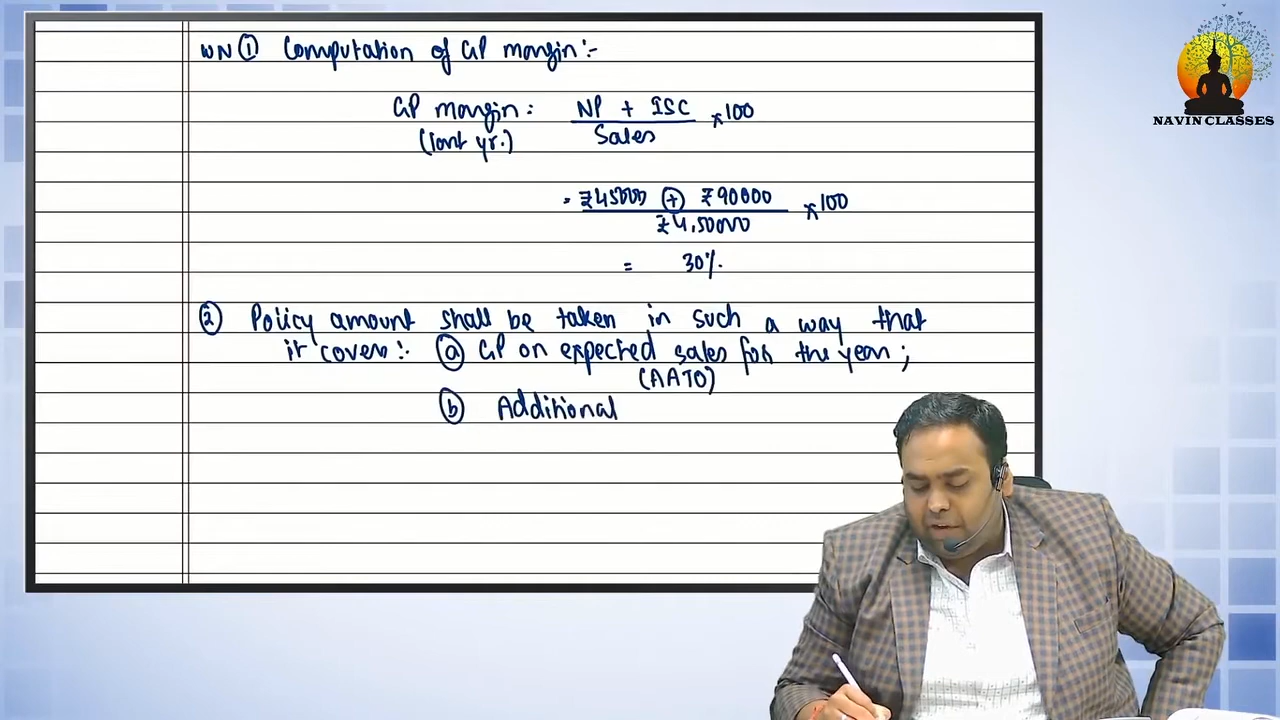 WN ① Computation of GP margin:-
GP margin: NP + ISC × 100
(last yr.) Sales
= ₹45000 ⊕ ₹90000 × 100
₹4,50000
= 30%.
② Policy amount shall be taken in such a way that
it covers:- ⓐ GP on expected sales for the year;
(AATO)
ⓑ Additional
NAVIN CLASSES